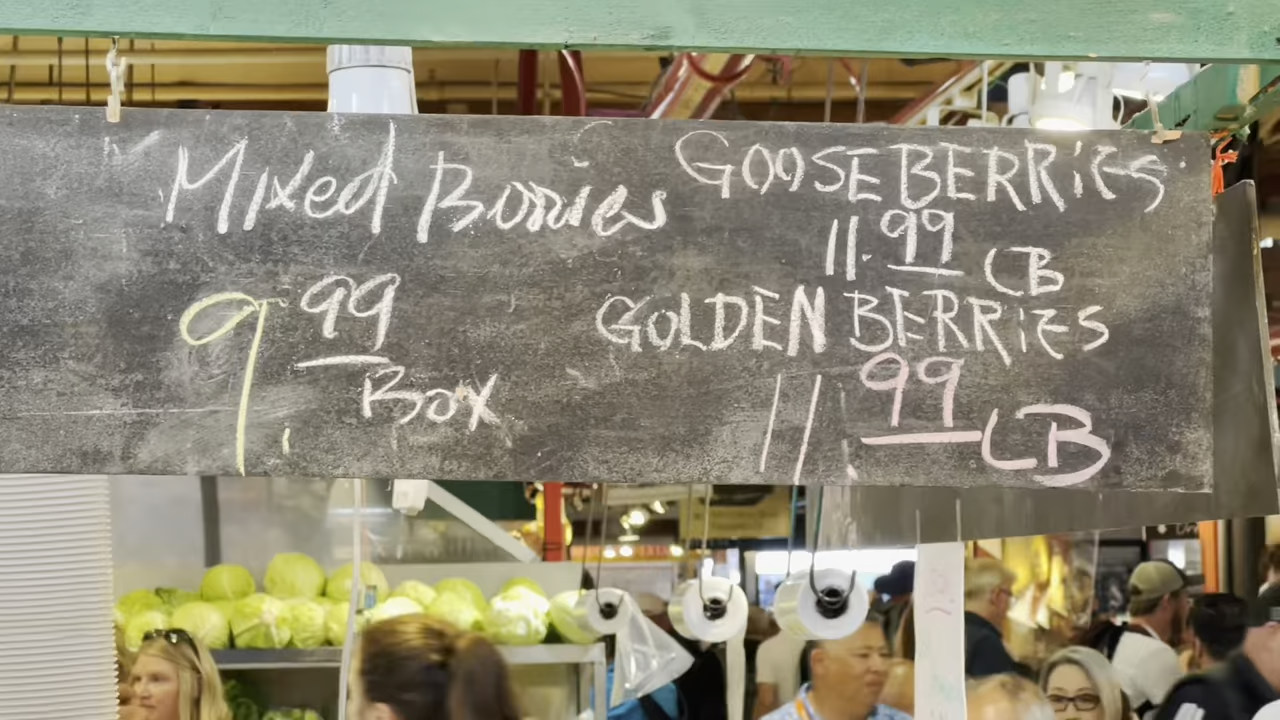 Mixed Berries
9.99
Box
GOOSEBERRies
11.99
LB
GOLDEN BERRiES
11.99
LB